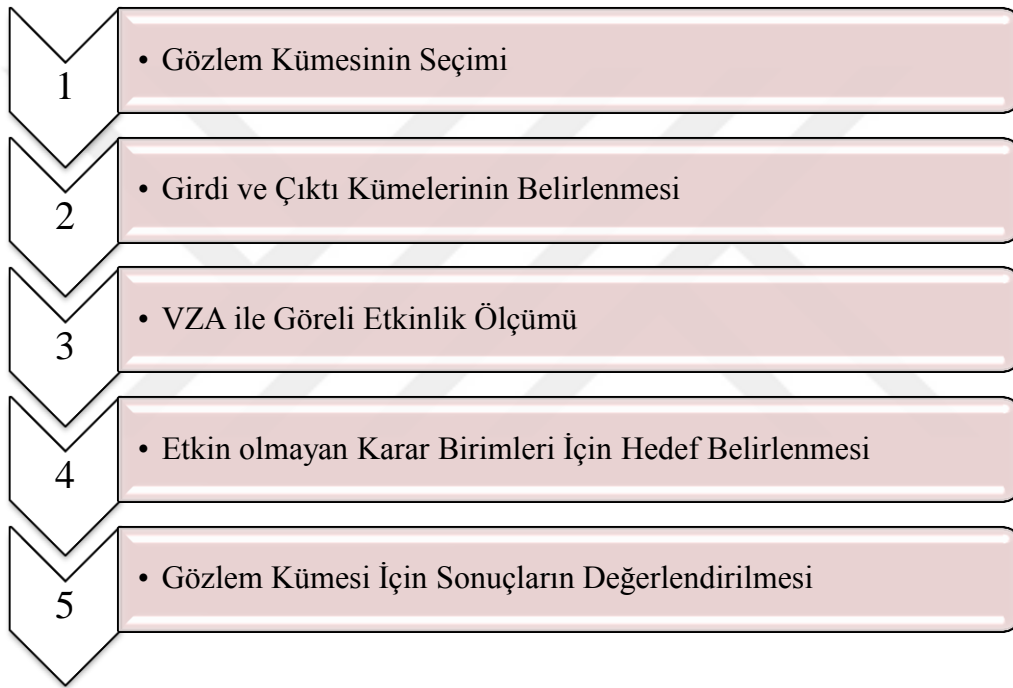 1
• Gözlem Kümesinin Seçimi
2
• Girdi ve Çıktı Kümelerinin Belirlenmesi
3
• VZA ile Göreli Etkinlik Ölçümü
4
• Etkin olmayan Karar Birimleri İçin Hedef Belirlenmesi
5
• Gözlem Kümesi İçin Sonuçların Değerlendirilmesi